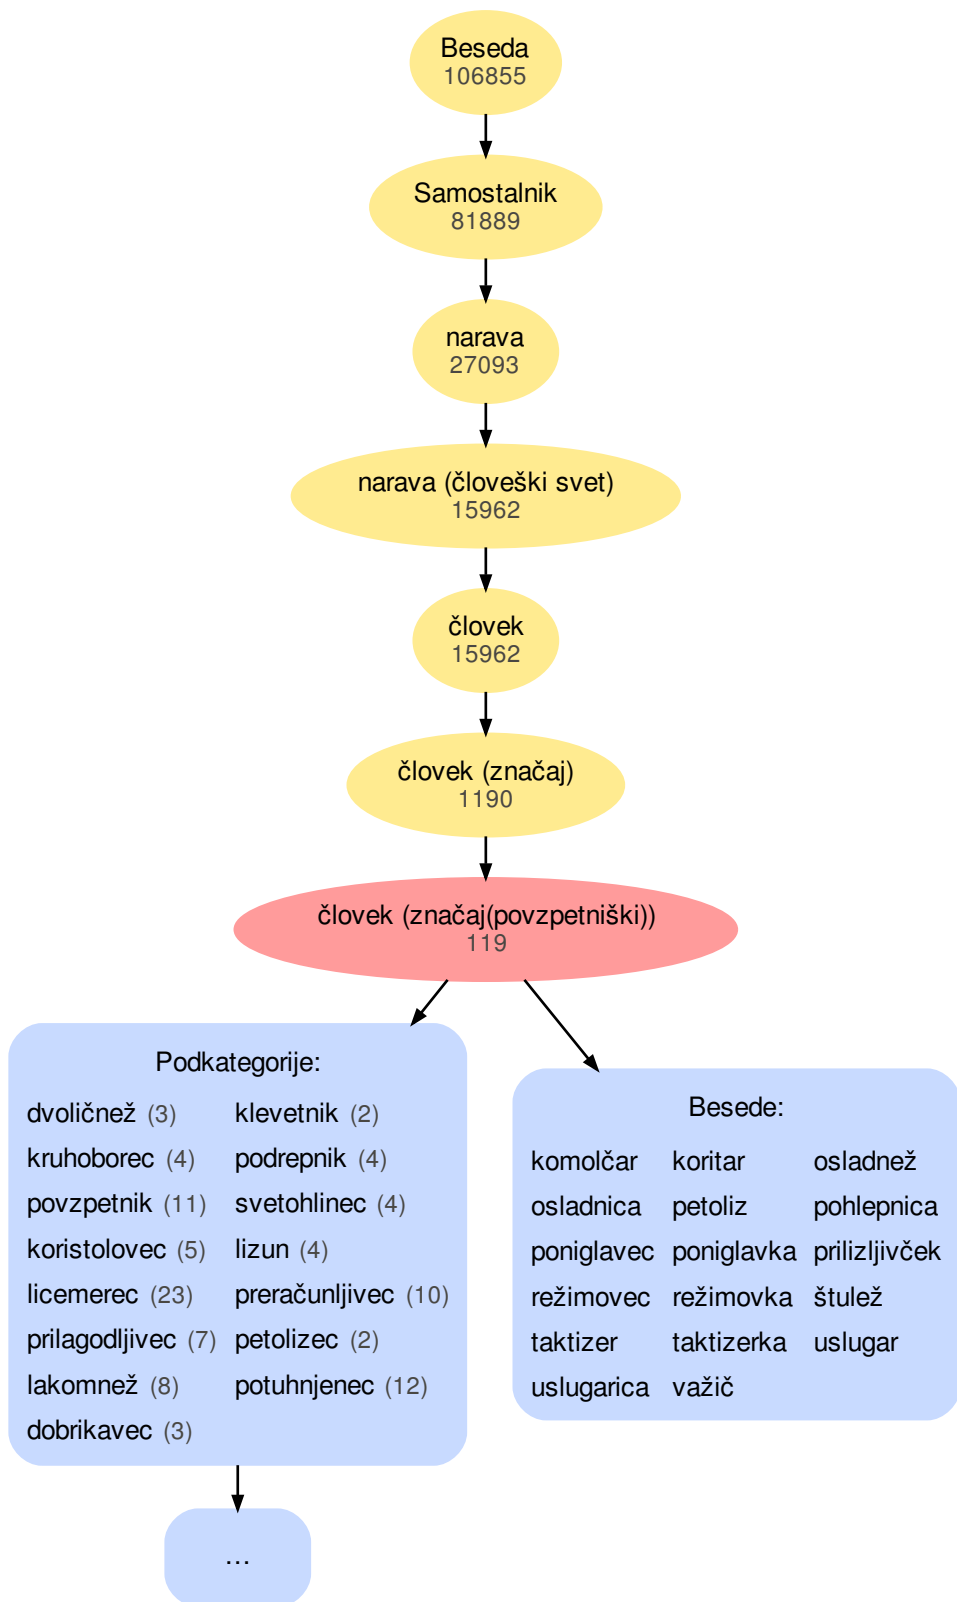 Beseda
106855
Samostalnik
81889
narava
27093
narava (človeški svet)
15962
človek
15962
človek (značaj)
1190
človek (značaj(povzpetniški))
119
Podkategorije:
dvoličnež (3) klevetnik (2)
kruhoborec (4) podrepnik (4)
povzpetnik (11) svetohlinec (4)
koristolovec (5) lizun (4)
licemerec (23) preračunljivec (10)
prilagodljivec (7) petolizec (2)
lakomnež (8) potuhnjenec (12)
dobrikavec (3)
Besede:
komolčar koritar osladnež
osladnica petoliz pohlepnica
poniglavec poniglavka prilizljivček
režimovec režimovka štulež
taktizer taktizerka uslugar
uslugarica važič
...